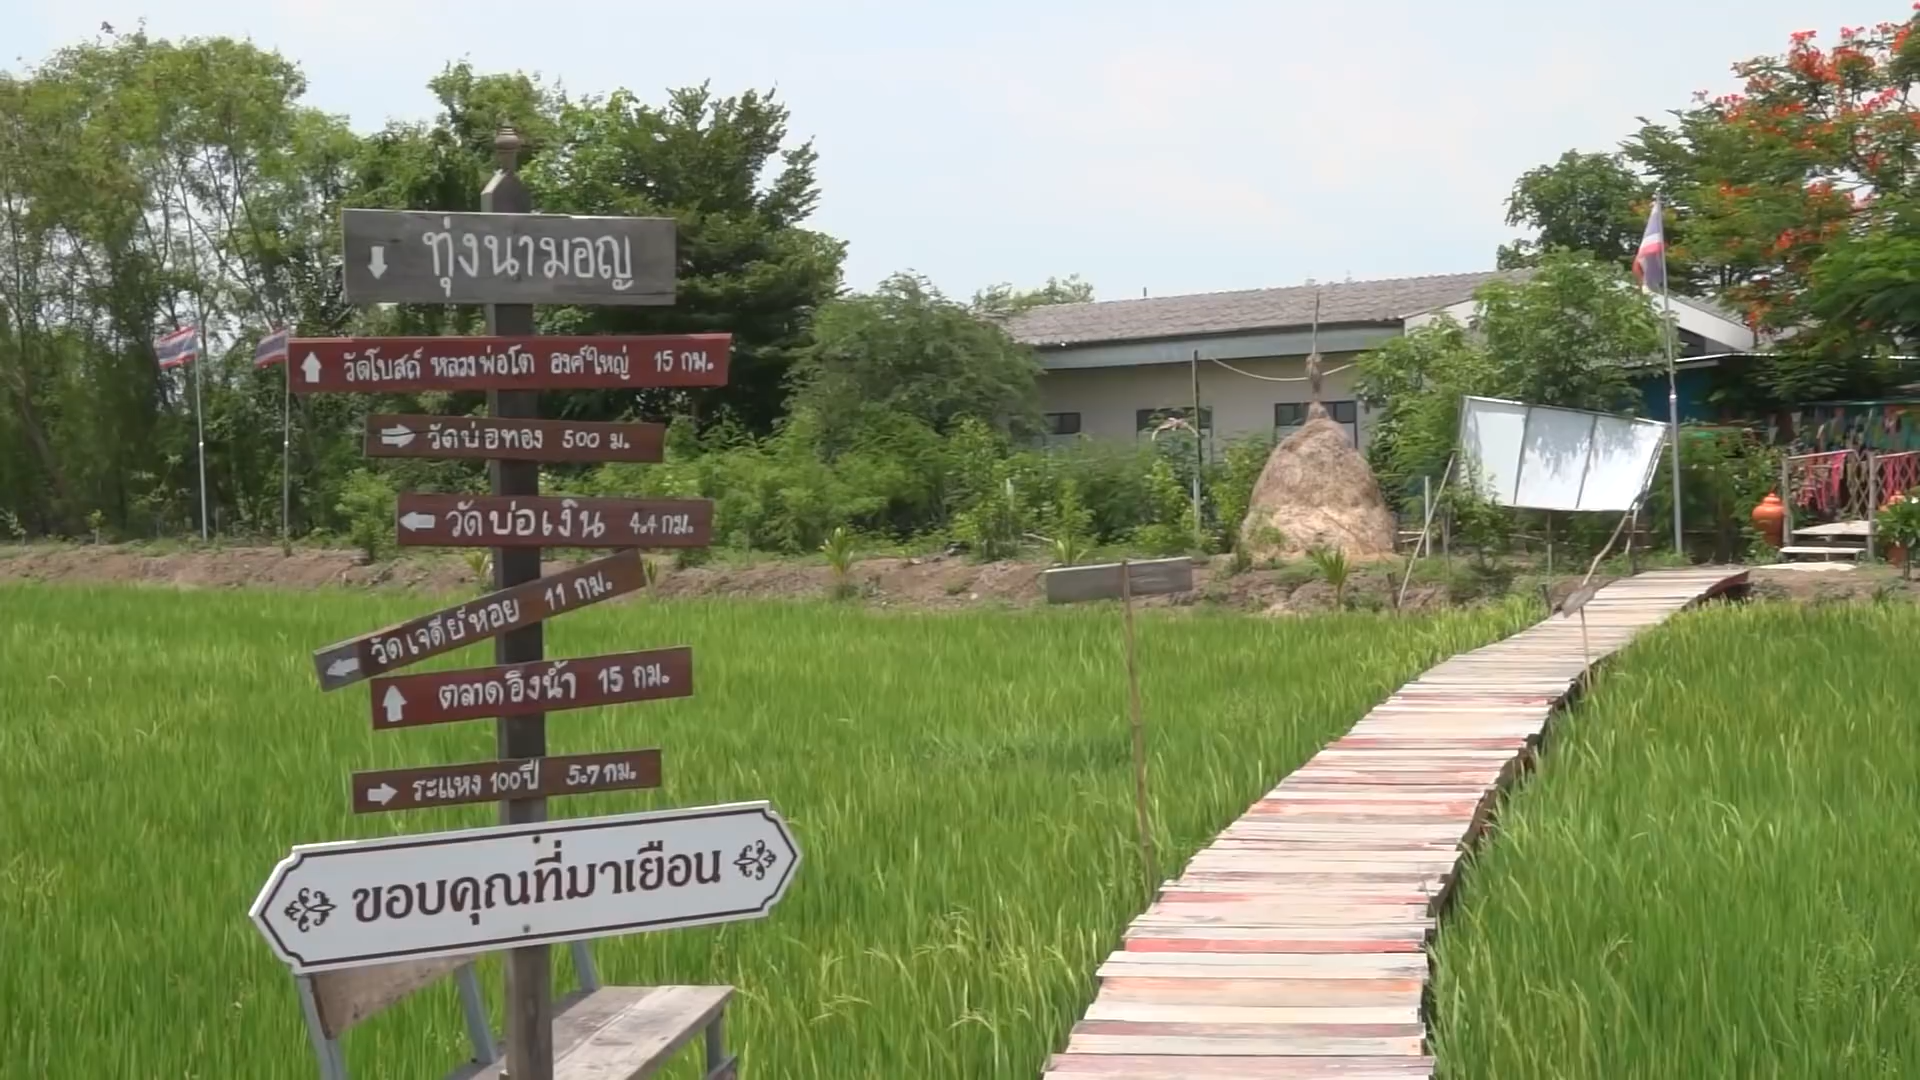 ทุ่งนามอญ
วัดโบสถ์ หลวงพ่อโต องค์ใหญ่ 15 กม.
วัดบ่อทอง 500 ม.
วัดบ่อเงิน 4.4 กม.
วัดเจดีย์หอย 11 กม.
ตลาดอิงน้ำ 15 กม.
ระแหง 100ปี 5.7 กม.
ขอบคุณที่มาเยือน